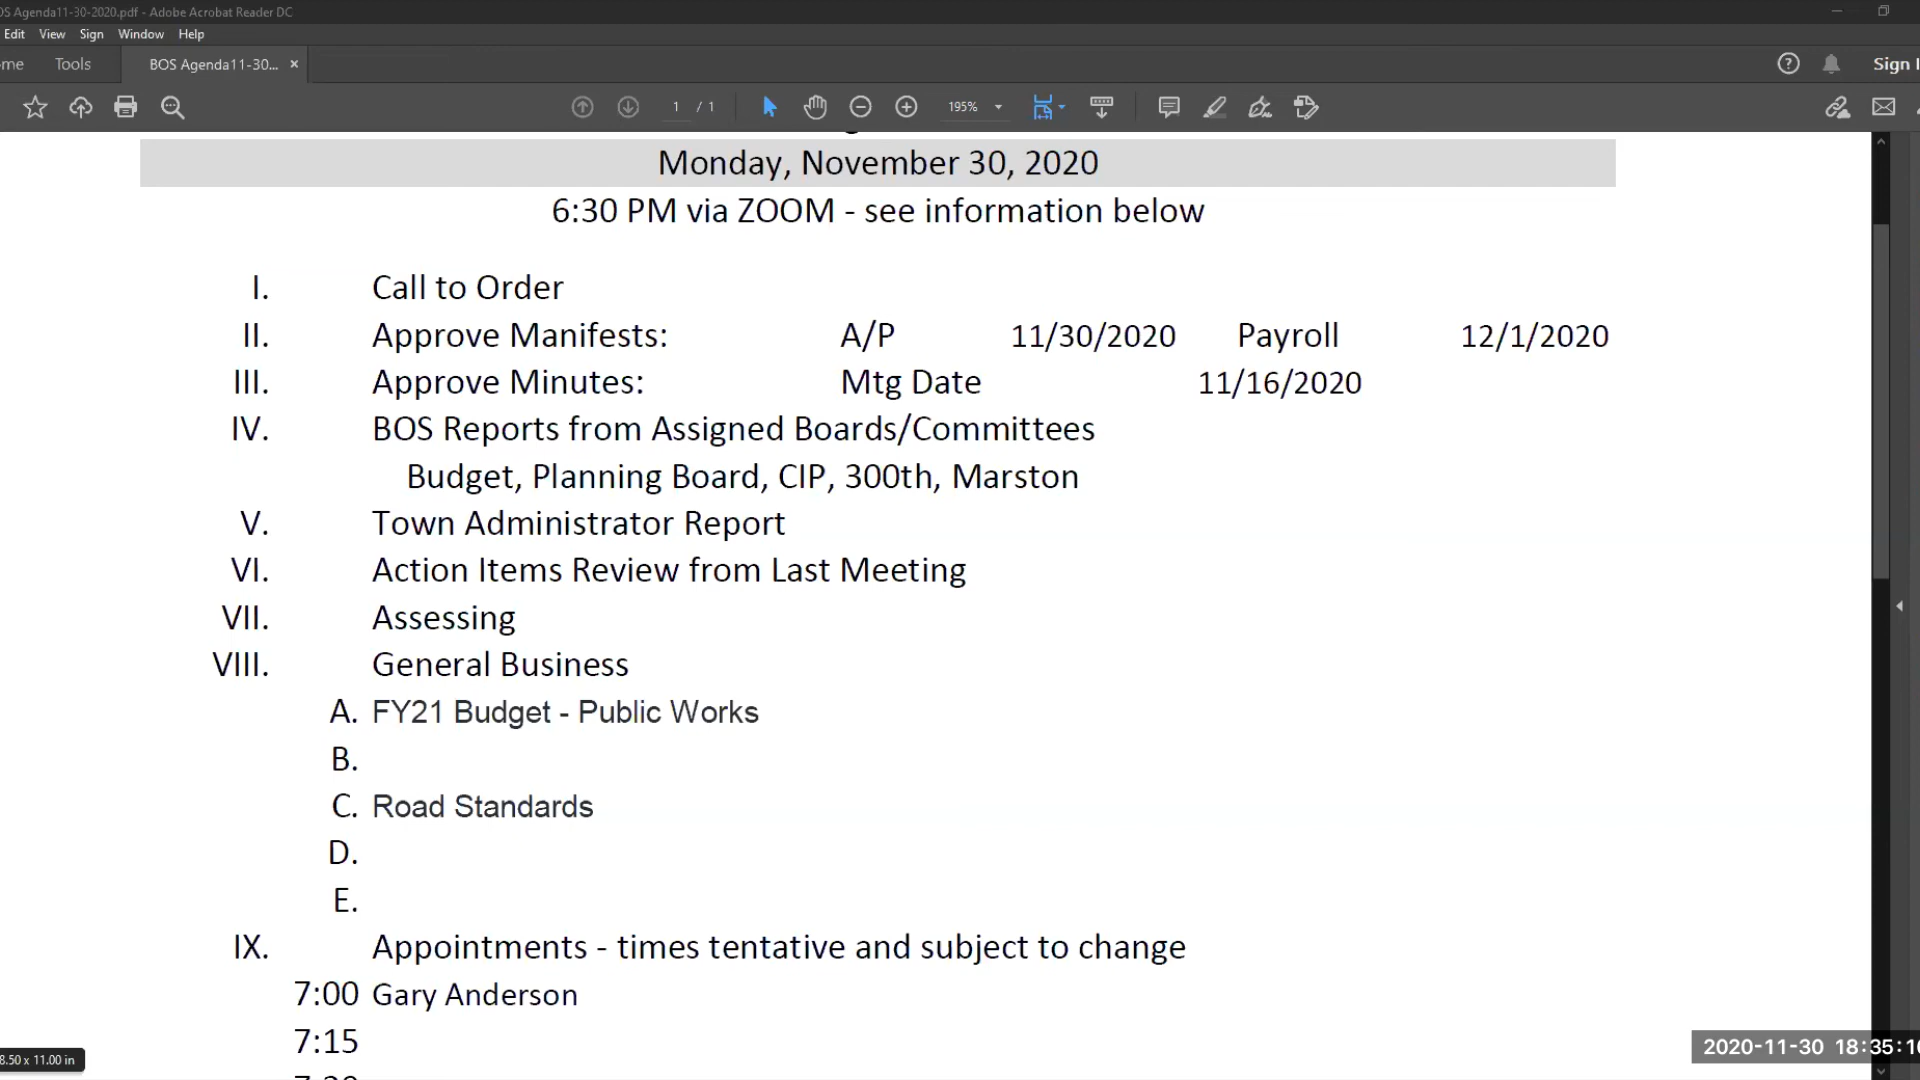 OS Agenda11-30-2020.pdf - Adobe Acrobat Reader DC
Edit View Sign Window Help
me Tools BOS Agenda11-30... × Sign I
1 / 1 195%
Monday, November 30, 2020
6:30 PM via ZOOM - see information below
I. Call to Order
II. Approve Manifests: A/P 11/30/2020 Payroll 12/1/2020
III. Approve Minutes: Mtg Date 11/16/2020
IV. BOS Reports from Assigned Boards/Committees
Budget, Planning Board, CIP, 300th, Marston
V. Town Administrator Report
VI. Action Items Review from Last Meeting
VII. Assessing
VIII. General Business
A. FY21 Budget - Public Works
B.
C. Road Standards
D.
E.
IX. Appointments - times tentative and subject to change
7:00 Gary Anderson
7:15
8.50 x 11.00 in
2020-11-30 18:35:1